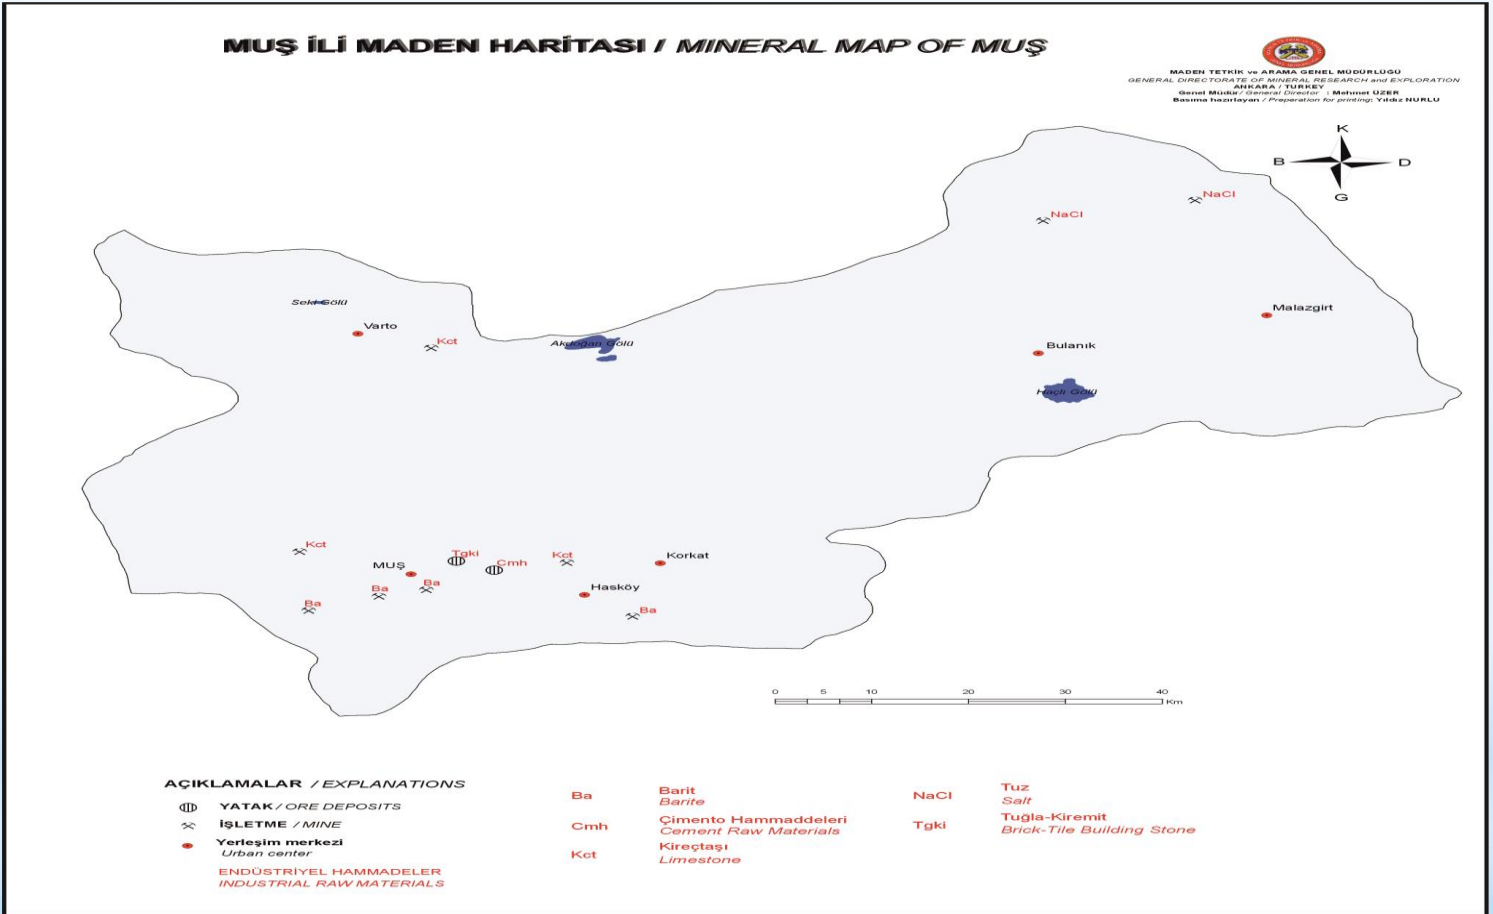 MUŞ İLİ MADEN HARİTASI / MINERAL MAP OF MUŞ
MADEN TETKİK ve ARAMA GENEL MÜDÜRLÜĞÜ
GENERAL DIRECTORATE OF MINERAL RESEARCH and EXPLORATION
ANKARA / TURKEY
Genel Müdür / General Director : Mehmet ÜZER
Basıma hazırlayan / Preparation for printing: Yıldız NURLU
K
B
D
G
NaCl
NaCl
Seki Gölü
Malazgirt
Varto
Kct
Akdoğan Gölü
Bulanık
Haçlı Gölü
Kct
Tgki
Kct
Korkat
MUŞ
Cmh
Ba
Ba
Hasköy
Ba
Ba
0 5 10 20 30 40
Km
AÇIKLAMALAR / EXPLANATIONS
YATAK / ORE DEPOSITS
İŞLETME / MINE
Yerleşim merkezi
Urban center
ENDÜSTRİYEL HAMMADELER
INDUSTRIAL RAW MATERIALS
Ba Barit
Barite
Cmh Çimento Hammaddeleri
Cement Raw Materials
Kct Kireçtaşı
Limestone
NaCl Tuz
Salt
Tgki Tuğla-Kiremit
Brick-Tile Building Stone